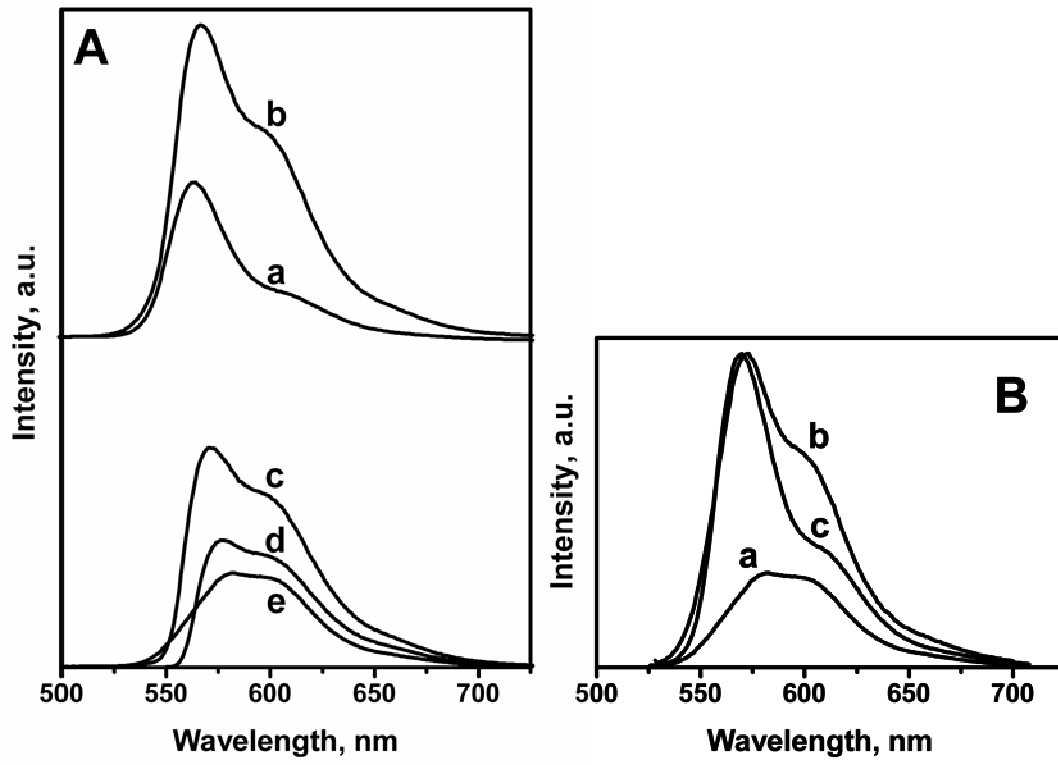 A
b
a
Intensity, a.u.
c
d
e
500 550 600 650 700
Wavelength, nm
B
b
c
a
Intensity, a.u.
500 550 600 650 700
Wavelength, nm